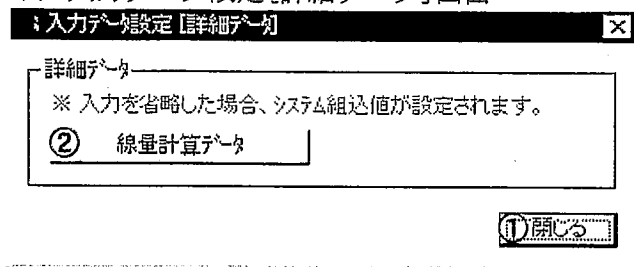 入力ﾃﾞｰﾀ設定 [詳細ﾃﾞｰﾀ]
詳細ﾃﾞｰﾀ
※ 入力を省略した場合、ｼｽﾃﾑ組込値が設定されます。
② 線量計算ﾃﾞｰﾀ
①閉じる